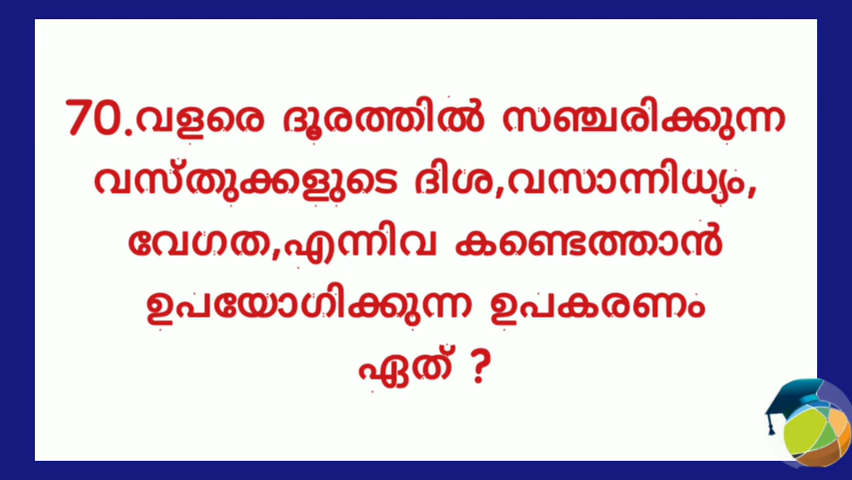 70.വളരെ ദൂരത്തിൽ സഞ്ചരിക്കുന്ന
വസ്തുക്കളുടെ ദിശ,വസാന്നിധ്യം,
വേഗത,എന്നിവ കണ്ടെത്താൻ
ഉപയോഗിക്കുന്ന ഉപകരണം
ഏത് ?